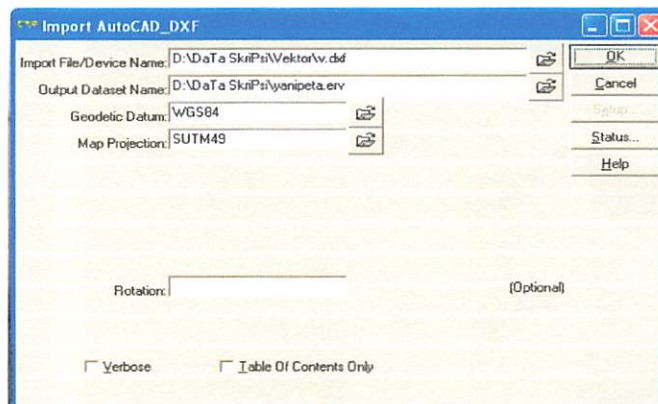 Import AutoCAD_DXF
Import File/Device Name: D:\DaTa SkriPsi\Vektor\v.dxf
OK
Output Dataset Name: D:\DaTa SkriPsi\yanipeta.erv
Cancel
Geodetic Datum: WGS84
Setup...
Map Projection: SUTM49
Status...
Help
Rotation:
(Optional)
Verbose
Table Of Contents Only